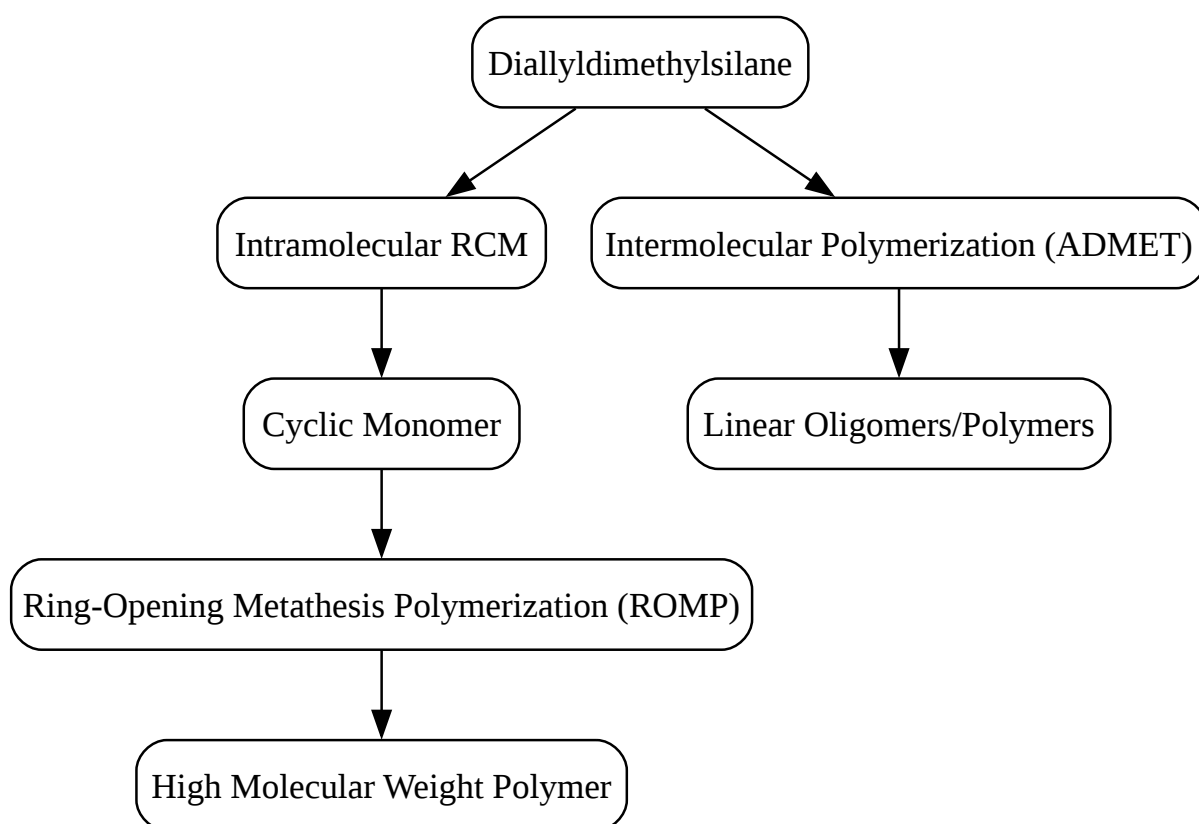 Diallyldimethylsilane
Intramolecular RCM
Intermolecular Polymerization (ADMET)
Cyclic Monomer
Linear Oligomers/Polymers
Ring-Opening Metathesis Polymerization (ROMP)
High Molecular Weight Polymer